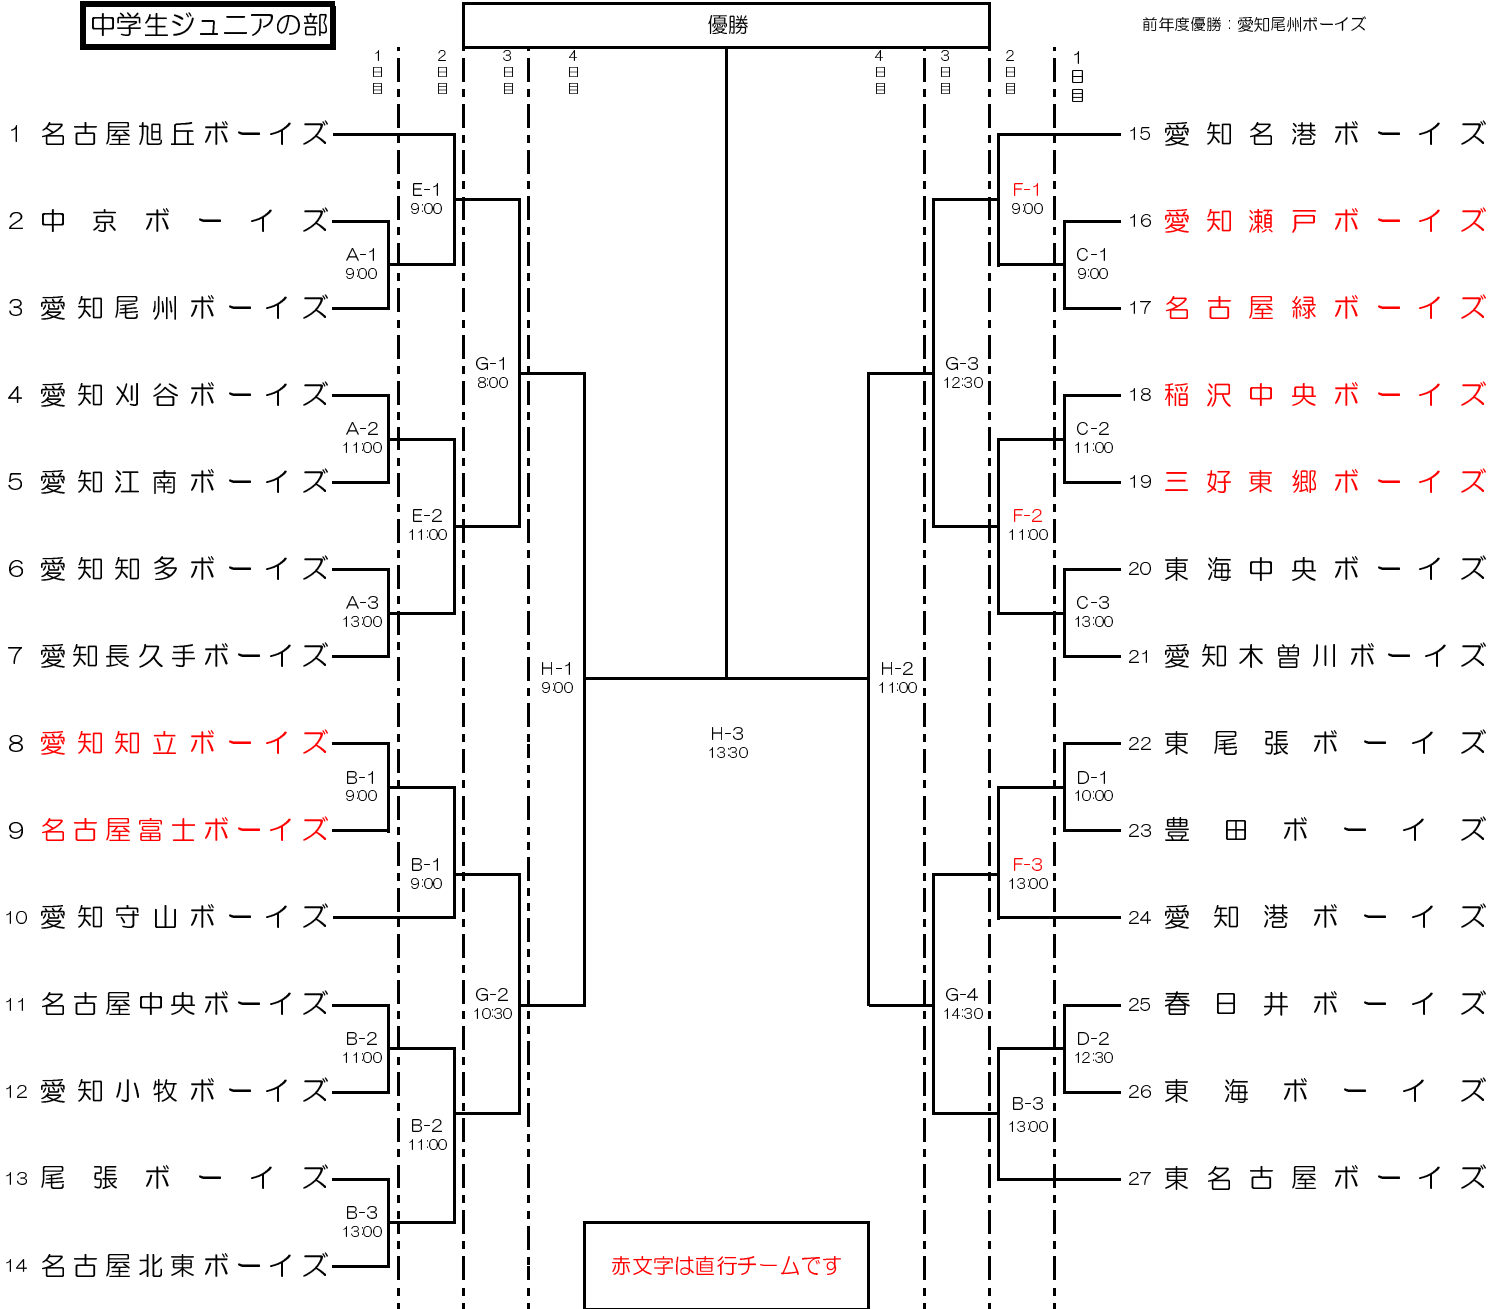 中学生ジュニアの部
優勝
前年度優勝：愛知尾州ボーイズ
1日目
2日目
3日目
4日目
4日目
3日目
2日目
1日目
1 名古屋旭丘ボーイズ
E-1
9:00
2 中京ボーイズ
A-1
9:00
3 愛知尾州ボーイズ
G-1
8:00
4 愛知刈谷ボーイズ
A-2
11:00
5 愛知江南ボーイズ
E-2
11:00
6 愛知知多ボーイズ
A-3
13:00
7 愛知長久手ボーイズ
H-1
9:00
8 愛知知立ボーイズ
B-1
9:00
9 名古屋富士ボーイズ
B-1
9:00
10 愛知守山ボーイズ
G-2
10:30
11 名古屋中央ボーイズ
B-2
11:00
12 愛知小牧ボーイズ
B-2
11:00
13 尾張ボーイズ
B-3
13:00
14 名古屋北東ボーイズ
H-3
13:30
15 愛知名港ボーイズ
F-1
9:00
16 愛知瀬戸ボーイズ
C-1
9:00
17 名古屋緑ボーイズ
G-3
12:30
18 稲沢中央ボーイズ
C-2
11:00
19 三好東郷ボーイズ
F-2
11:00
20 東海中央ボーイズ
C-3
13:00
21 愛知木曽川ボーイズ
H-2
11:00
22 東尾張ボーイズ
D-1
10:00
23 豊田ボーイズ
F-3
13:00
24 愛知港ボーイズ
G-4
14:30
25 春日井ボーイズ
D-2
12:30
26 東海ボーイズ
B-3
13:00
27 東名古屋ボーイズ
赤文字は直行チームです